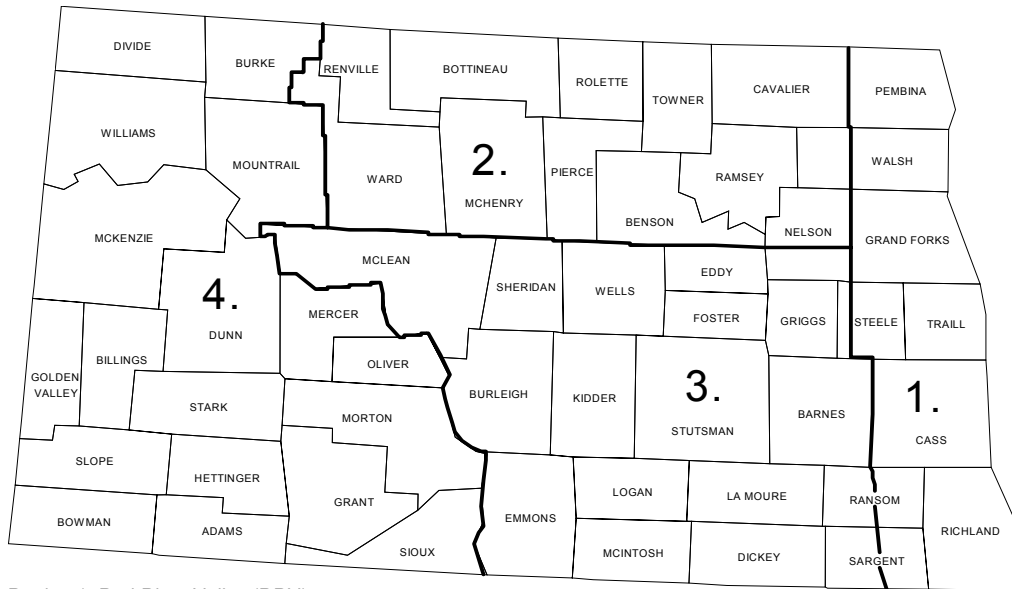 DIVIDE
BURKE
RENVILLE
BOTTINEAU
ROLETTE
TOWNER
CAVALIER
PEMBINA
WILLIAMS
MOUNTRAIL
WARD
2.
MCHENRY
PIERCE
BENSON
RAMSEY
WALSH
NELSON
GRAND FORKS
MCKENZIE
MCLEAN
SHERIDAN
WELLS
EDDY
FOSTER
GRIGGS
STEELE
TRAILL
4.
DUNN
MERCER
OLIVER
GOLDEN
VALLEY
BILLINGS
STARK
MORTON
BURLEIGH
KIDDER
3.
STUTSMAN
BARNES
1.
CASS
SLOPE
HETTINGER
GRANT
BOWMAN
ADAMS
SIOUX
EMMONS
LOGAN
LA MOURE
RANSOM
RICHLAND
MCINTOSH
DICKEY
SARGENT